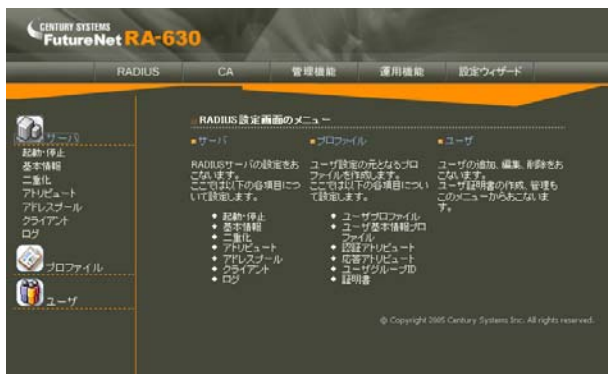 CENTURY SYSTEMS
FutureNet RA-630
RADIUS CA 管理機能 運用機能 設定ウィザード
サーバ
起動・停止
基本情報
二重化
アトリビュート
アドレスプール
クライアント
ログ
プロファイル
ユーザ
RADIUS設定画面のメニュー
サーバ
RADIUSサーバの設定をお
こないます。
ここでは以下の各項目につ
いて設定します。
◆ 起動・停止
◆ 基本情報
◆ 二重化
◆ アトリビュート
◆ アドレスプール
◆ クライアント
◆ ログ
プロファイル
ユーザ設定の元となるプロ
ファイルを作成します。
ここでは以下の各項目につい
て設定します。
◆ ユーザプロファイル
◆ ユーザ基本情報プロ
ファイル
◆ 認証アトリビュート
◆ 応答アトリビュート
◆ ユーザグループID
◆ 証明書
ユーザ
ユーザの追加、編集、削除をお
こないます。
ユーザ証明書の作成、管理も
このメニューからおこないま
す。
© Copyright 2005 Century Systems Inc. All rights reserved.